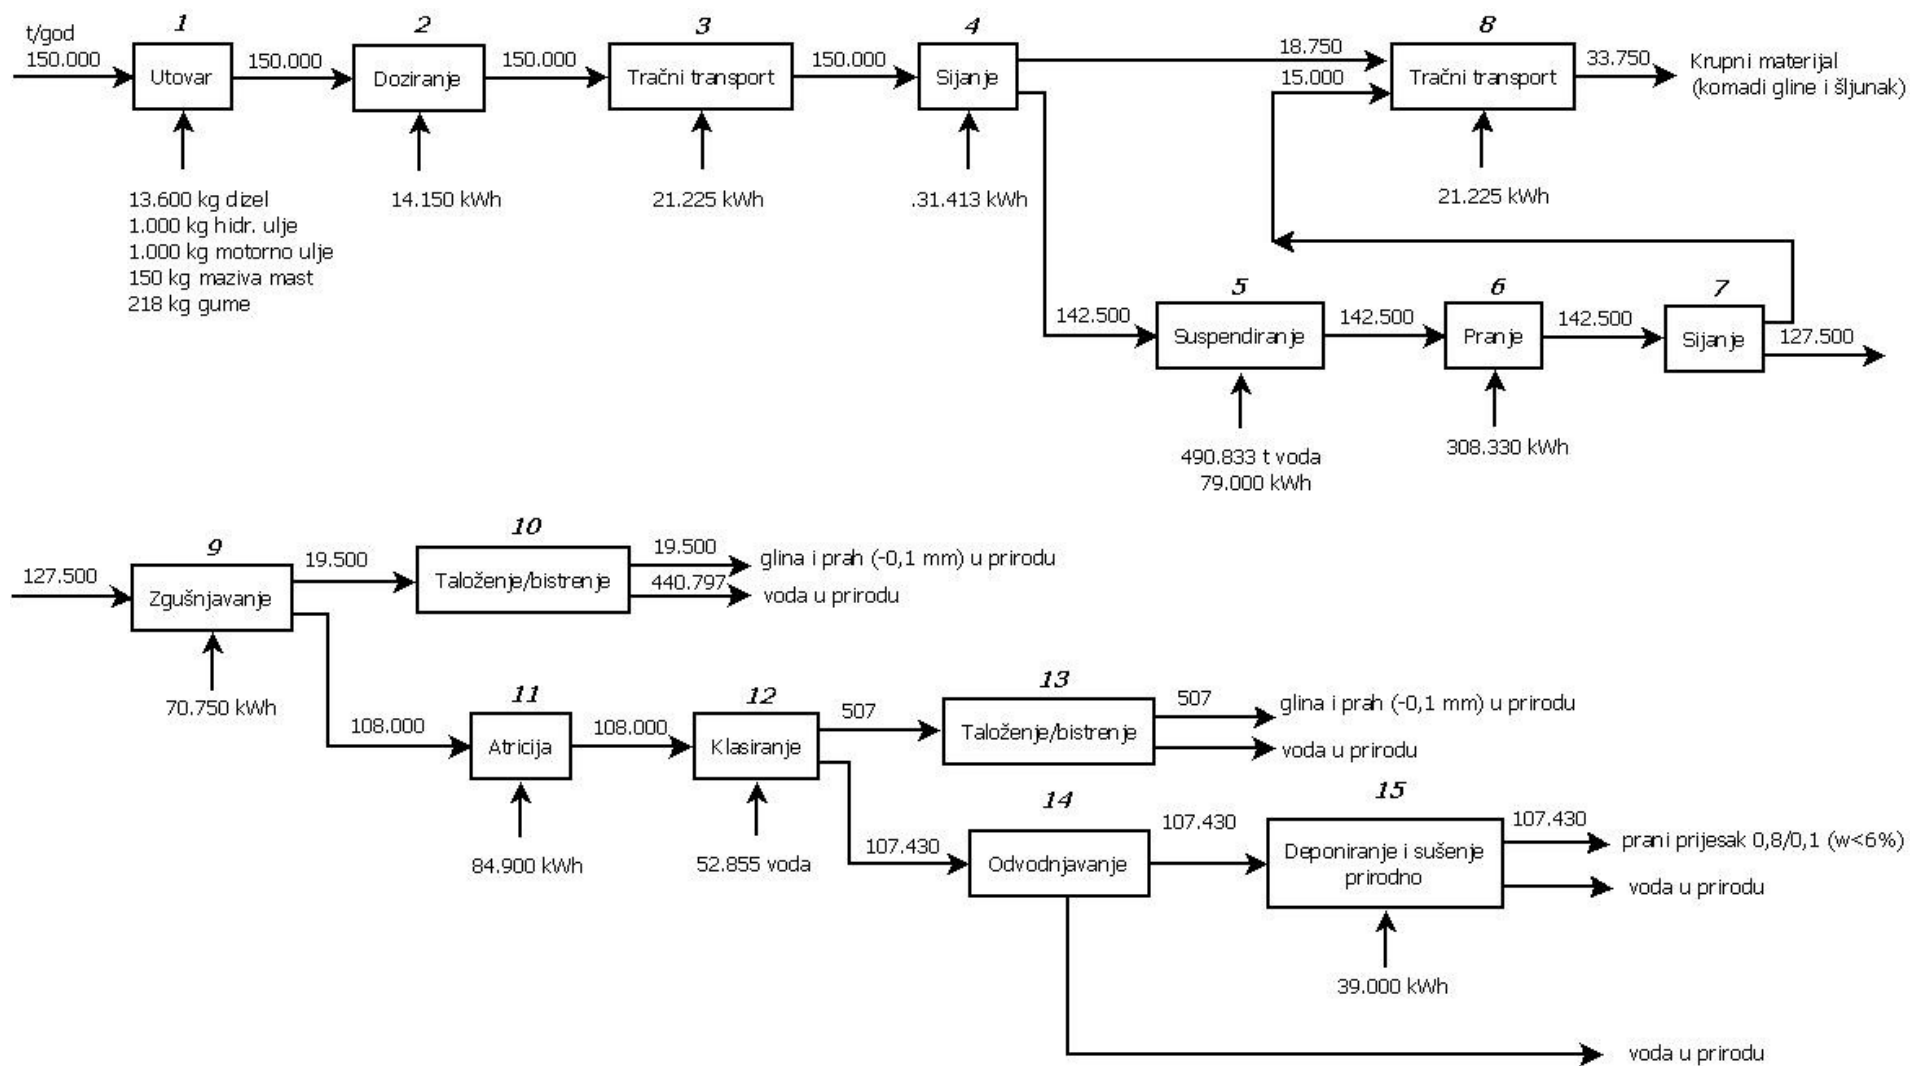 t/god
150.000
1
Utovar
150.000
13.600 kg dizel
1.000 kg hidr. ulje
1.000 kg motorno ulje
150 kg maziva mast
218 kg gume
2
Doziranje
150.000
14.150 kWh
3
Tračni transport
150.000
21.225 kWh
4
Sijanje
.31.413 kWh
18.750
15.000
8
Tračni transport
33.750
Krupni materijal
(komadi gline i šljunak)
21.225 kWh
142.500
5
Suspendiranje
142.500
490.833 t voda
79.000 kWh
6
Pranje
142.500
308.330 kWh
7
Sijanje
127.500
127.500
9
Zgušnjavanje
70.750 kWh
19.500
10
Taloženje/bistrenje
19.500
glina i prah (-0,1 mm) u prirodu
440.797
voda u prirodu
108.000
11
Atricija
108.000
84.900 kWh
12
Klasiranje
52.855 voda
507
13
Taloženje/bistrenje
507
glina i prah (-0,1 mm) u prirodu
voda u prirodu
107.430
14
Odvodnjavanje
107.430
15
Deponiranje i sušenje
prirodno
39.000 kWh
107.430
prani prijesak 0,8/0,1 (w<6%)
voda u prirodu
voda u prirodu